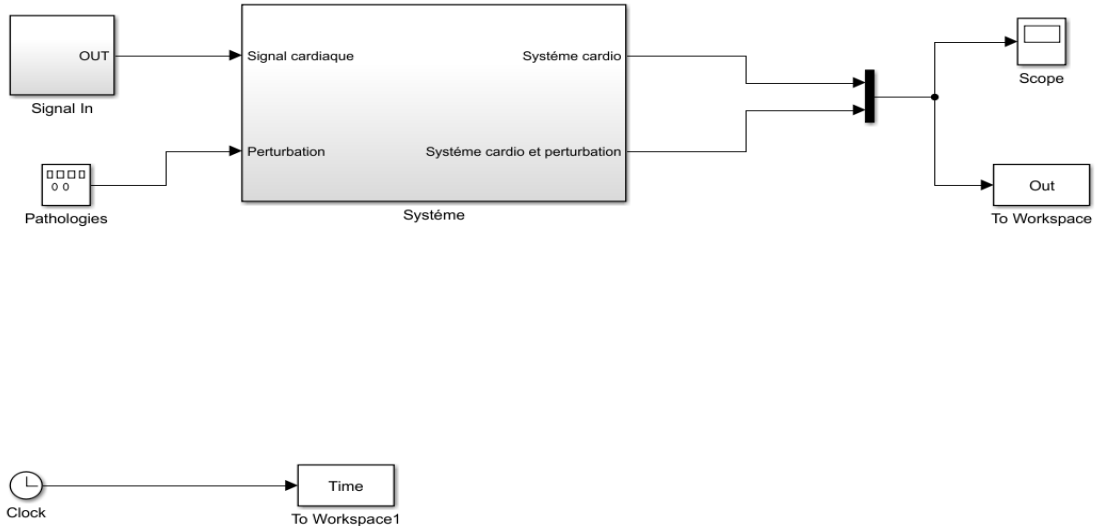 OUT
Signal In
Signal cardiaque
Systéme cardio
Perturbation
Systéme cardio et perturbation
Systéme
Pathologies
Scope
Out
To Workspace
Clock
Time
To Workspace1